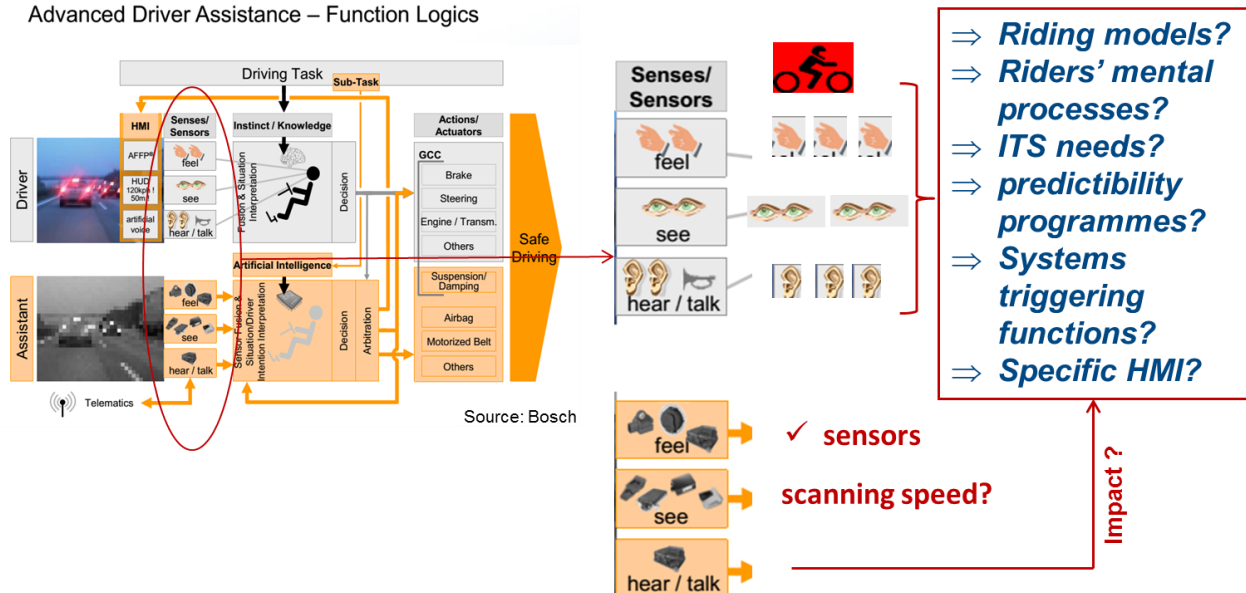 Advanced Driver Assistance – Function Logics
Driving Task
Sub-Task
HMI
Senses/
Sensors
Instinct / Knowledge
Actions/
Actuators
Driver
AFFP®
HUD
120kph !
50m !
artificial
voice
feel
see
hear / talk
Fusion & Situation
Interpretation
Decision
GCC
Brake
Steering
Engine / Transm.
Others
Safe
Driving
Artificial Intelligence
Assistant
feel
see
hear / talk
Sensor Fusion &
Situation/Driver
Intention Interpretation
Decision
Arbitration
Suspension/
Damping
Airbag
Motorized Belt
Others
Telematics
Source: Bosch
Senses/
Sensors
feel
see
hear / talk
feel
see
hear / talk
✓ sensors
scanning speed?
Impact ?
⇒ Riding models?
⇒ Riders’ mental
processes?
⇒ ITS needs?
⇒ predictibility
programmes?
⇒ Systems
triggering
functions?
⇒ Specific HMI?